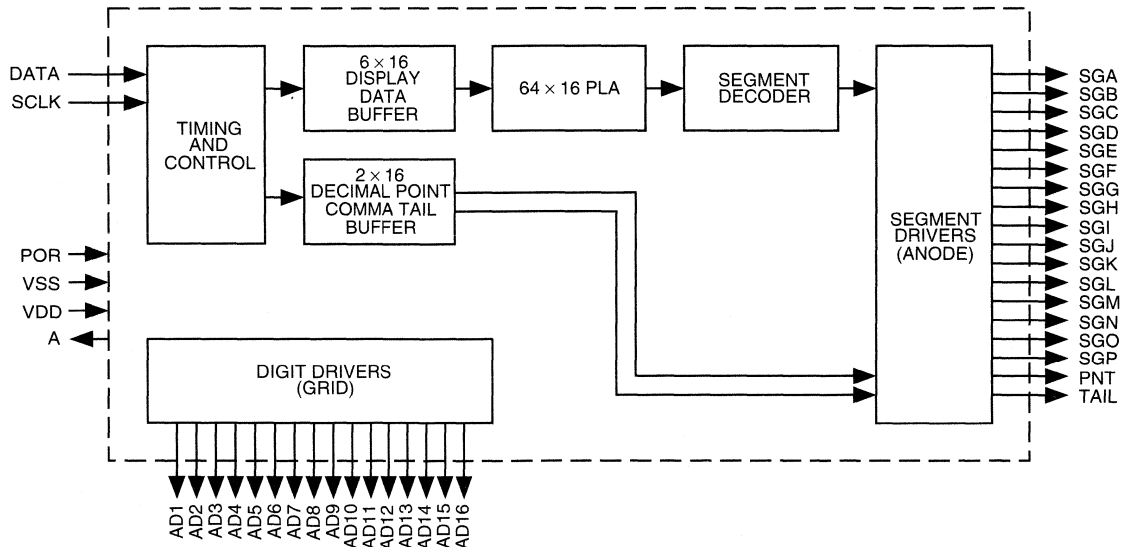 DATA
SCLK
TIMING
AND
CONTROL
6 × 16
DISPLAY
DATA
BUFFER
64 × 16 PLA
SEGMENT
DECODER
2 × 16
DECIMAL POINT
COMMA TAIL
BUFFER
SEGMENT
DRIVERS
(ANODE)
SGA
SGB
SGC
SGD
SGE
SGF
SGG
SGH
SGI
SGJ
SGK
SGL
SGM
SGN
SGO
SGP
PNT
TAIL
POR
VSS
VDD
A
DIGIT DRIVERS
(GRID)
AD1
AD2
AD3
AD4
AD5
AD6
AD7
AD8
AD9
AD10
AD11
AD12
AD13
AD14
AD15
AD16